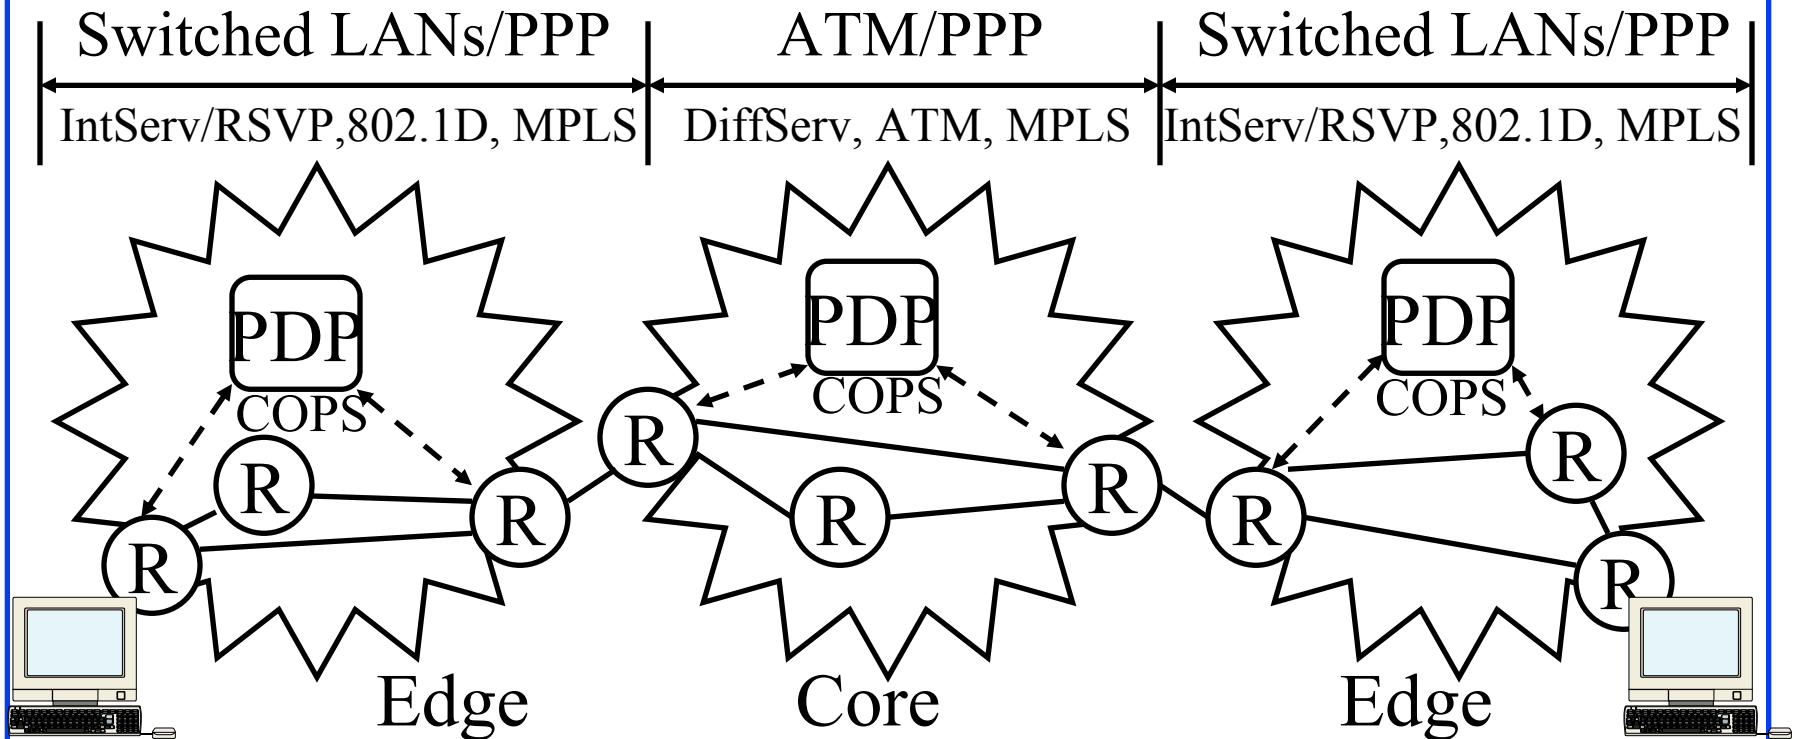 Switched LANs/PPP ATM/PPP Switched LANs/PPP
IntServ/RSVP,802.1D, MPLS DiffServ, ATM, MPLS IntServ/RSVP,802.1D, MPLS
PDP PDP PDP
COPS COPS COPS
R R R
R R R
R R R
Edge Core Edge